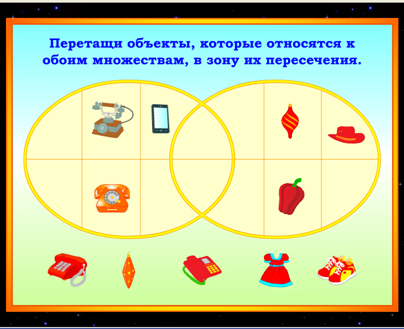 Перетащи объекты, которые относятся к
обоим множествам, в зону их пересечения.